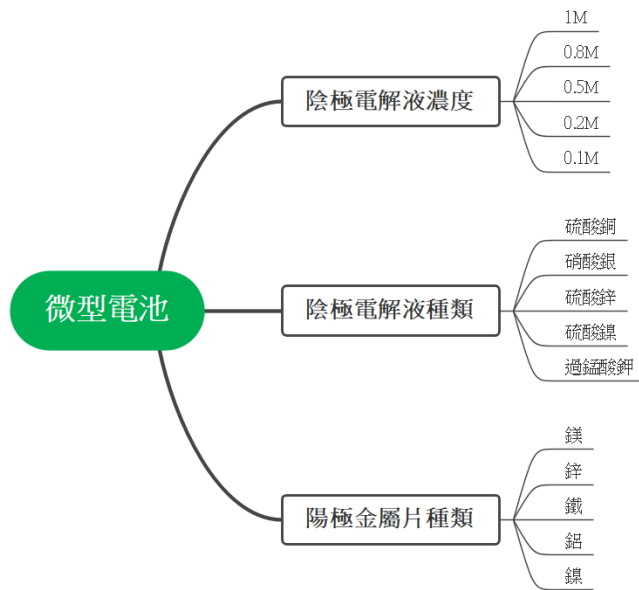 微型電池
陰極電解液濃度
1M
0.8M
0.5M
0.2M
0.1M
陰極電解液種類
硫酸銅
硝酸銀
硫酸鋅
硫酸鎳
過錳酸鉀
陽極金屬片種類
鎂
鋅
鐵
鋁
鎳